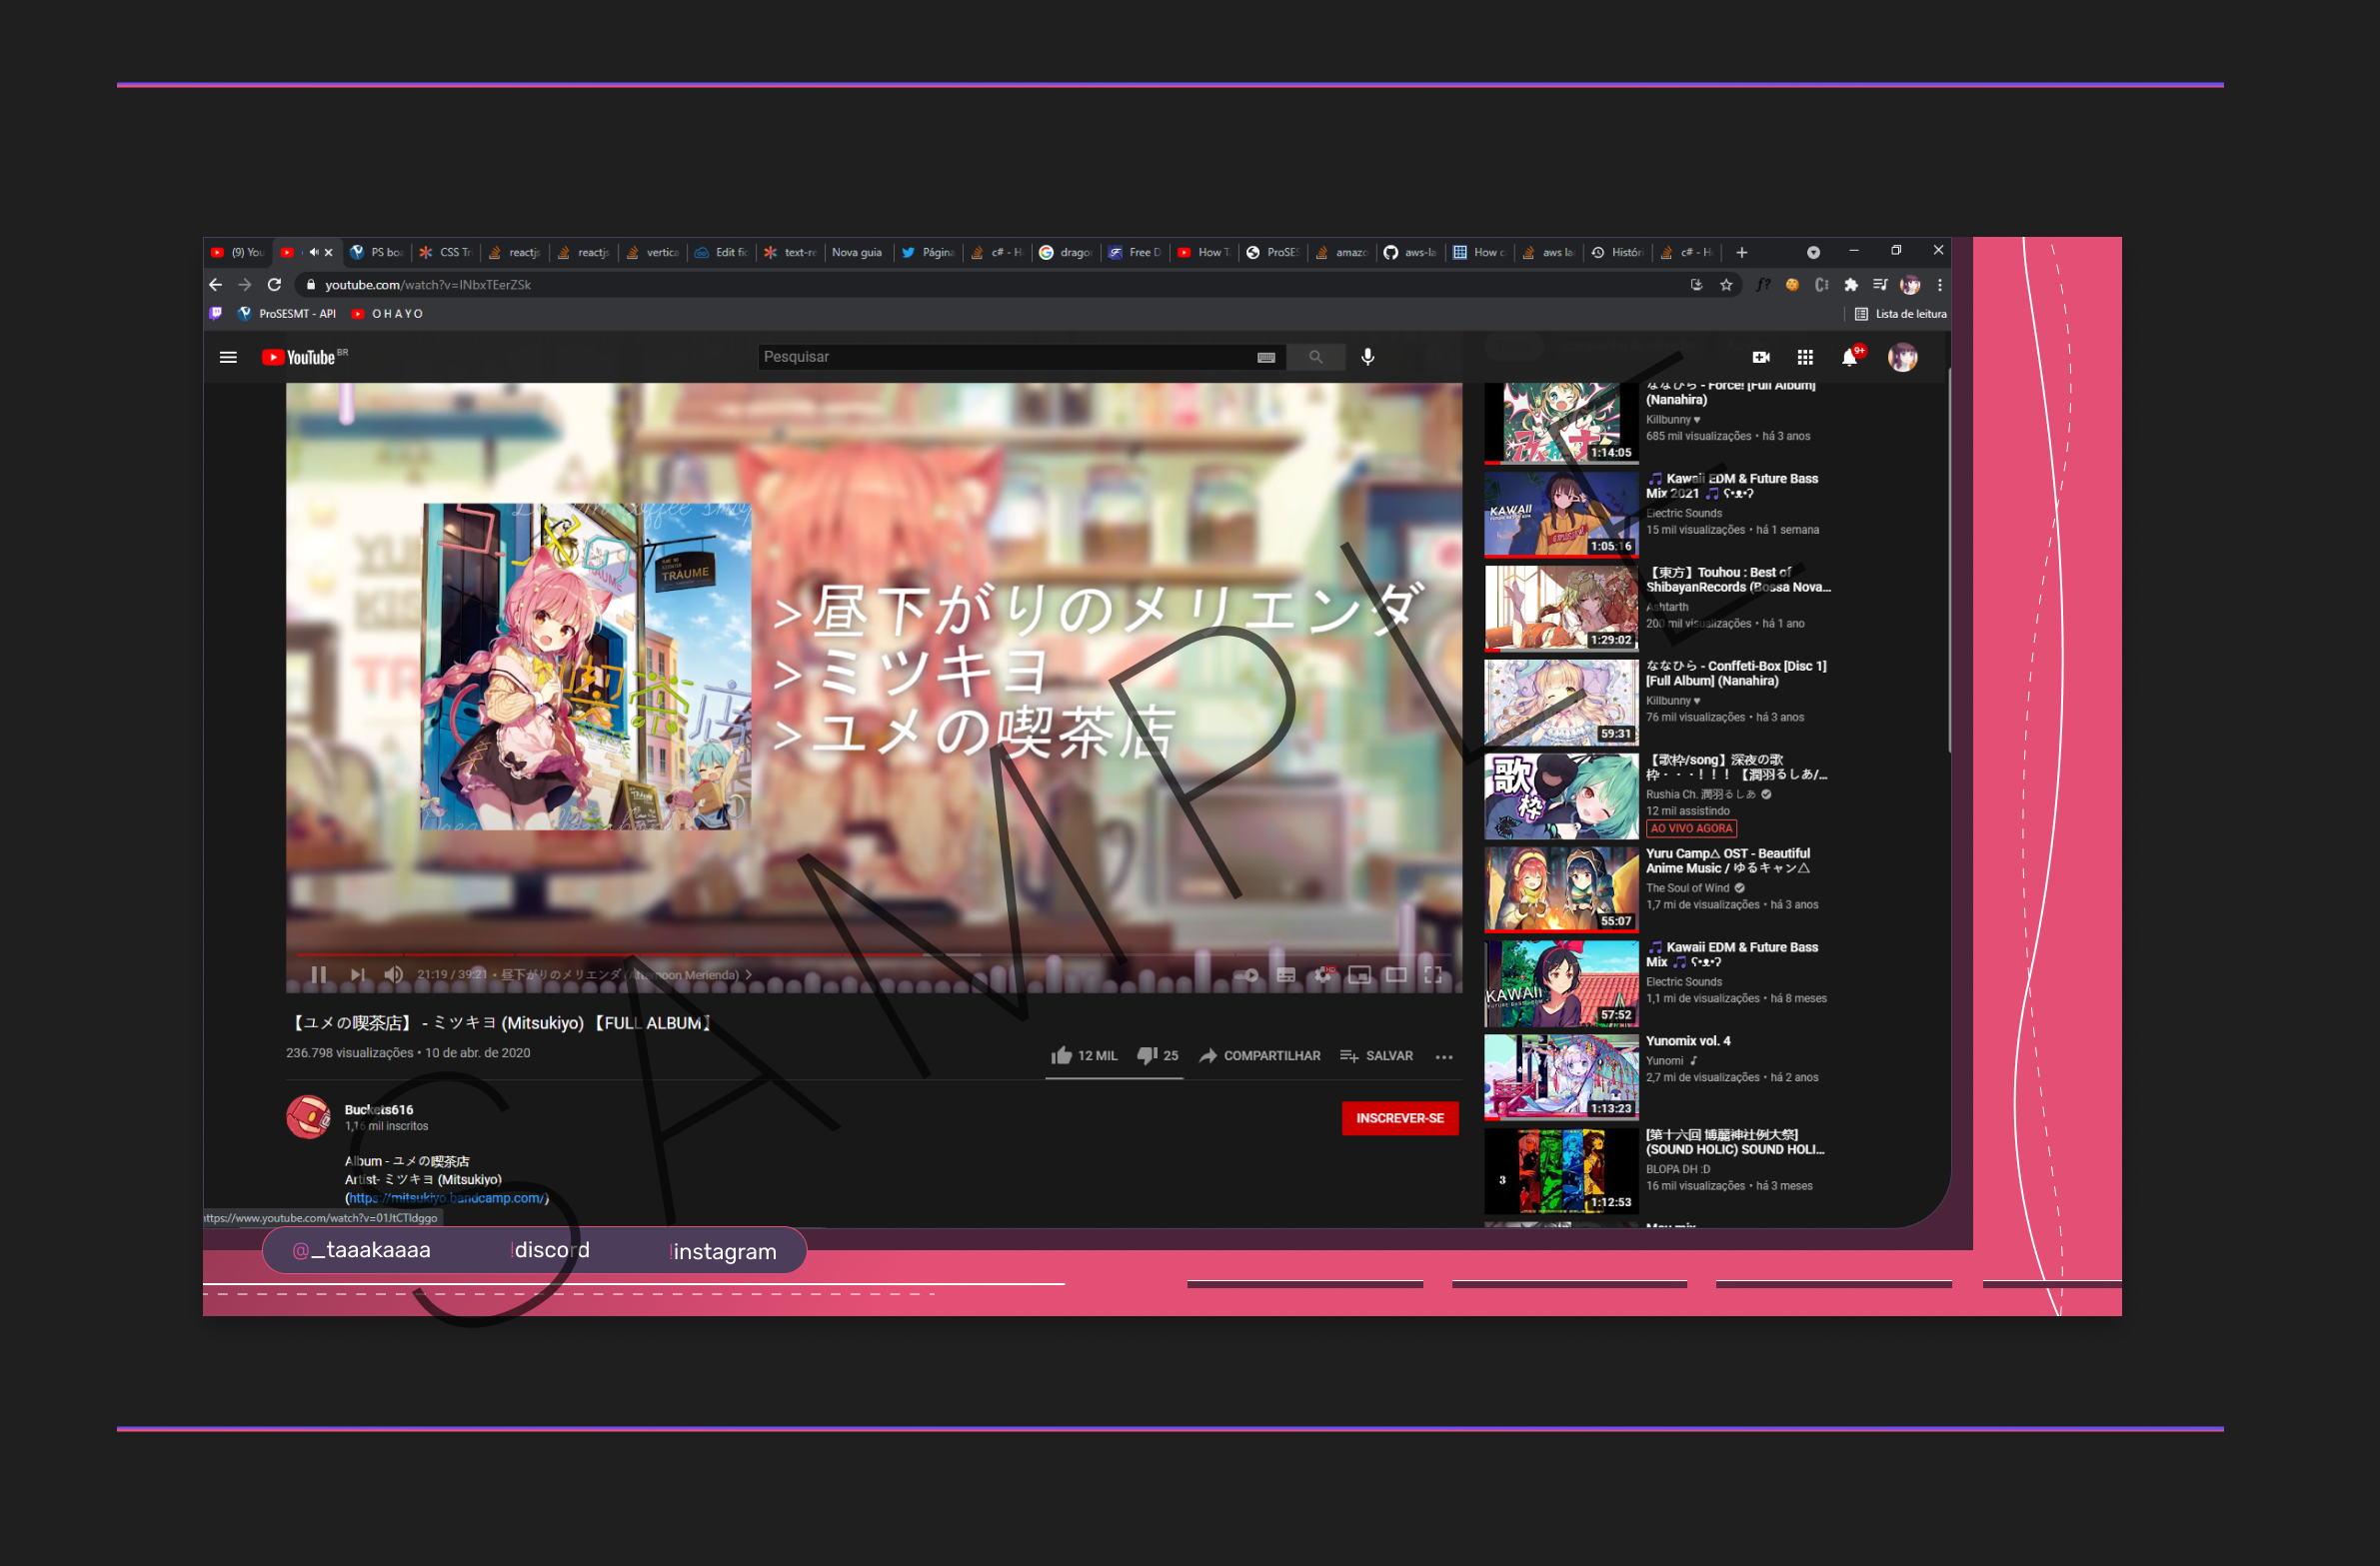 (9) You
PS bo
CSS Tr
reactjs
reactjs
vertica
Edit fic
text-re
Nova guia
Página
c# - H
drago
Free D
How T
ProSES
amazo
aws-la
How c
aws la
Histór
c# - H
youtube.com/watch?v=lNbxTEerZSk
ProSESMT - API
O H A Y O
Lista de leitura
YouTube BR
Pesquisar
9+
TRÄUME
>昼下がりのメリエンダ
>ミツキヨ
>ユメの喫茶店
21:19 / 39:21 • 昼下がりのメリエンダ (Afternoon Merienda)
【ユメの喫茶店】 - ミツキヨ (Mitsukiyo) 【FULL ALBUM】
236.798 visualizações • 10 de abr. de 2020
12 MIL
25
COMPARTILHAR
SALVAR
Buckets616
1,16 mil inscritos
INSCREVER-SE
Album - ユメの喫茶店
Artist- ミツキヨ (Mitsukiyo)
(https://mitsukiyo.bandcamp.com/)
https://www.youtube.com/watch?v=01JtCTIdggo
ななひら - Force! [Full Album]
(Nanahira)
Killbunny ♥
685 mil visualizações • há 3 anos
1:14:05
🎵 Kawaii EDM & Future Bass
Mix 2021 🎵 ʕ•ᴥ•ʔ
Electric Sounds
15 mil visualizações • há 1 semana
KAWAII
1:05:16
【東方】Touhou : Best of
ShibayanRecords (Bossa Nova...
Ashtarth
200 mil visualizações • há 1 ano
1:29:02
ななひら - Conffeti-Box [Disc 1]
[Full Album] (Nanahira)
Killbunny ♥
76 mil visualizações • há 3 anos
59:31
【歌枠/song】深夜の歌
枠・・・！！！【潤羽るしあ/...
Rushia Ch. 潤羽るしあ
12 mil assistindo
AO VIVO AGORA
歌枠
Yuru Camp△ OST - Beautiful
Anime Music / ゆるキャン△
The Soul of Wind
1,7 mi de visualizações • há 3 anos
55:07
🎵 Kawaii EDM & Future Bass
Mix 🎵 ʕ•ᴥ•ʔ
Electric Sounds
1,1 mi de visualizações • há 8 meses
KAWAII
57:52
Yunomix vol. 4
Yunomi ♪
2,7 mi de visualizações • há 2 anos
1:13:23
[第十六回 博麗神社例大祭]
(SOUND HOLIC) SOUND HOLI...
BLOPA DH :D
16 mil visualizações • há 3 meses
3
1:12:53
@_taaakaaaa
!discord
!instagram
SAMPLE